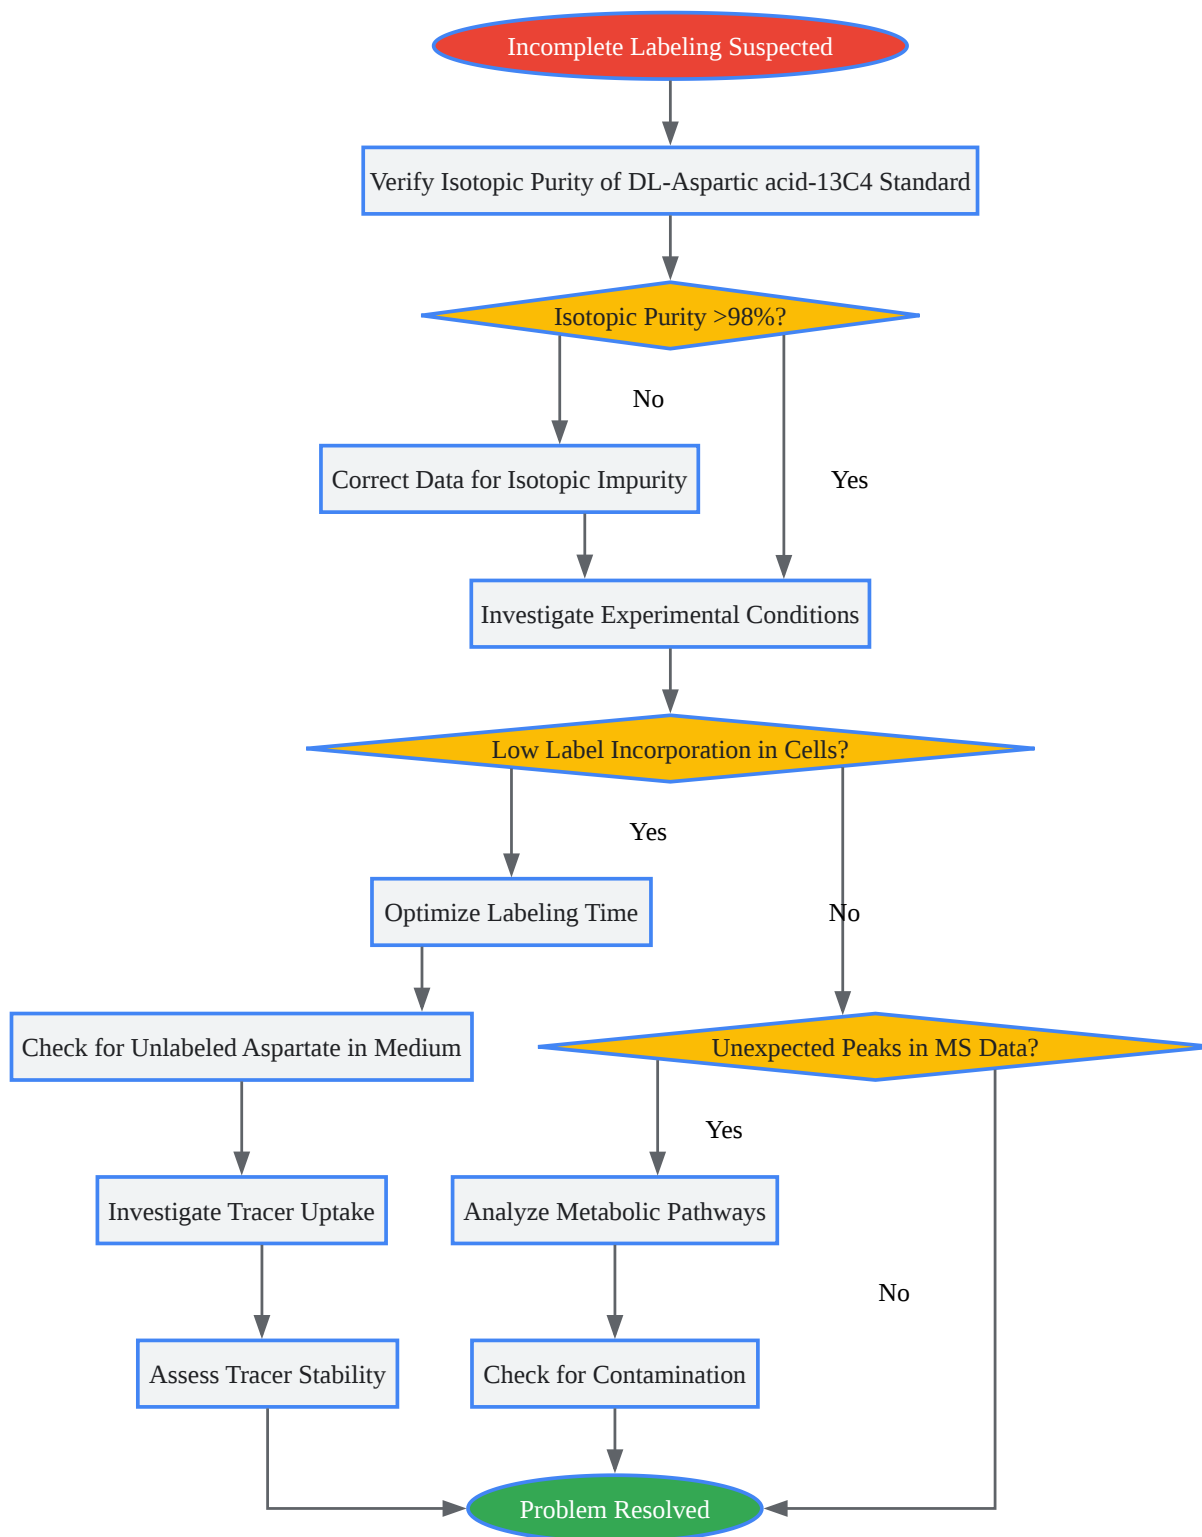 Incomplete Labeling Suspected
Verify Isotopic Purity of DL-Aspartic acid-13C4 Standard
Isotopic Purity >98%?
No
Correct Data for Isotopic Impurity
Yes
Investigate Experimental Conditions
Low Label Incorporation in Cells?
Yes
Optimize Labeling Time
No
Check for Unlabeled Aspartate in Medium
Unexpected Peaks in MS Data?
Yes
Investigate Tracer Uptake
Analyze Metabolic Pathways
No
Assess Tracer Stability
Check for Contamination
Problem Resolved